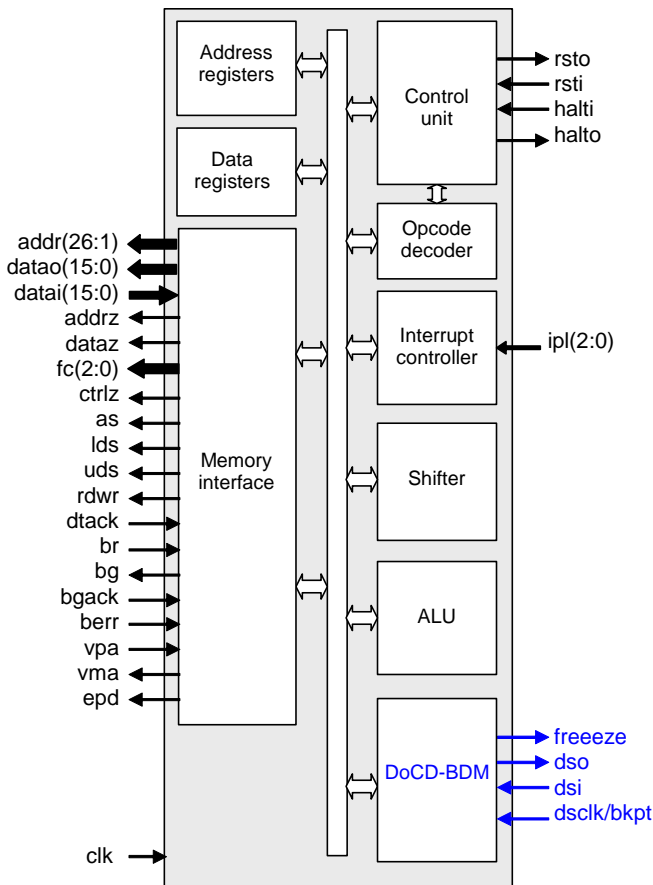 Address
registers
Data
registers
addr(26:1)
datao(15:0)
datai(15:0)
addrz
dataz
fc(2:0)
ctrlz
as
lds
uds
rdwr
dtack
br
bg
bgack
berr
vpa
vma
epd
clk
Memory
interface
Control
unit
rsto
rsti
halti
halto
Opcode
decoder
Interrupt
controller
ipl(2:0)
Shifter
ALU
DoCD-BDM
freeeze
dso
dsi
dsclk/bkpt